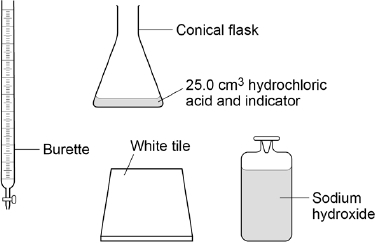 Conical flask
25.0 cm³ hydrochloric
acid and indicator
Burette
White tile
Sodium
hydroxide